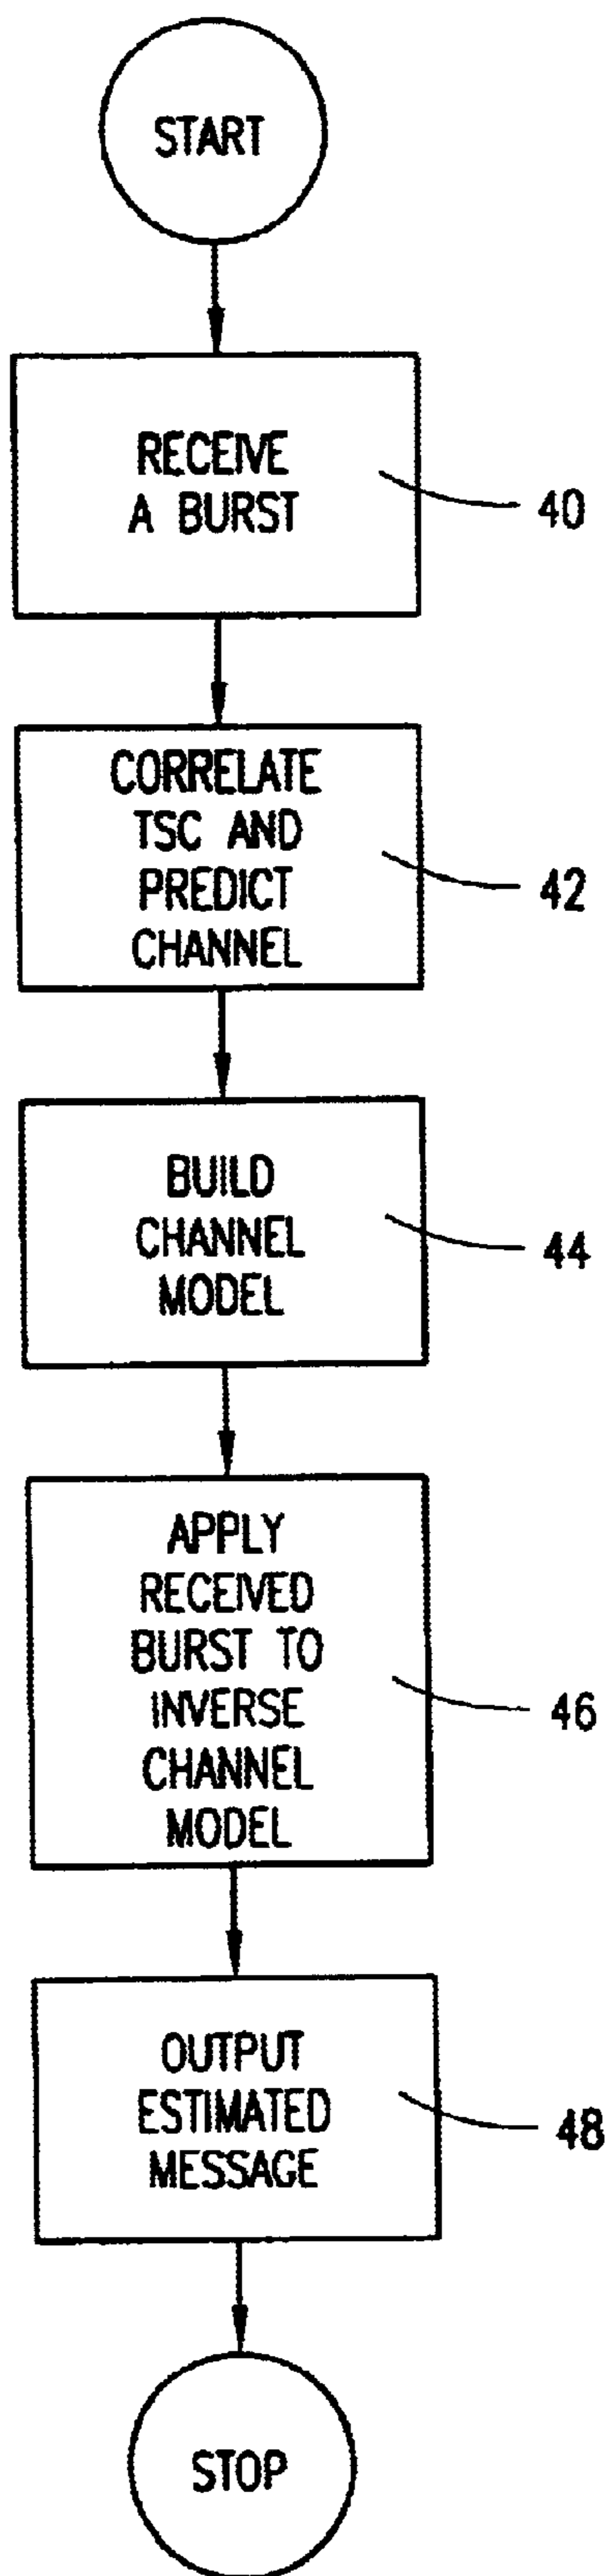 START
RECEIVE
A BURST
40
CORRELATE
TSC AND
PREDICT
CHANNEL
42
BUILD
CHANNEL
MODEL
44
APPLY
RECEIVED
BURST TO
INVERSE
CHANNEL
MODEL
46
OUTPUT
ESTIMATED
MESSAGE
48
STOP